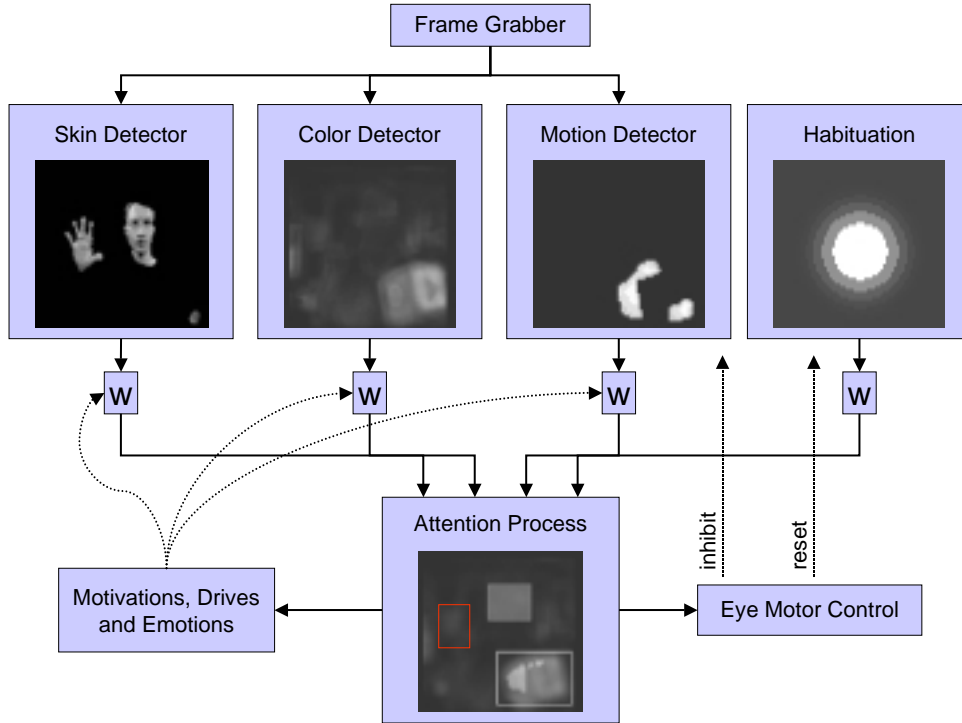 Frame Grabber
Skin Detector
Color Detector
Motion Detector
Habituation
W
W
W
W
inhibit
reset
Attention Process
Motivations, Drives
and Emotions
Eye Motor Control